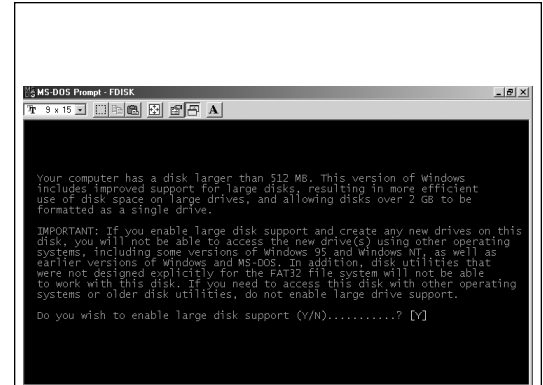 MS-DOS Prompt - FDISK
9 x 15
A
Your computer has a disk larger than 512 MB. This version of Windows
includes improved support for large disks, resulting in more efficient
use of disk space on large drives, and allowing disks over 2 GB to be
formatted as a single drive.
IMPORTANT: If you enable large disk support and create any new drives on this
disk, you will not be able to access the new drive(s) using other operating
systems, including some versions of Windows 95 and Windows NT, as well as
earlier versions of Windows and MS-DOS. In addition, disk utilities that
were not designed explicitly for the FAT32 file system will not be able
to work with this disk. If you need to access this disk with other operating
systems or older disk utilities, do not enable large drive support.
Do you wish to enable large disk support (Y/N)...........? [Y]